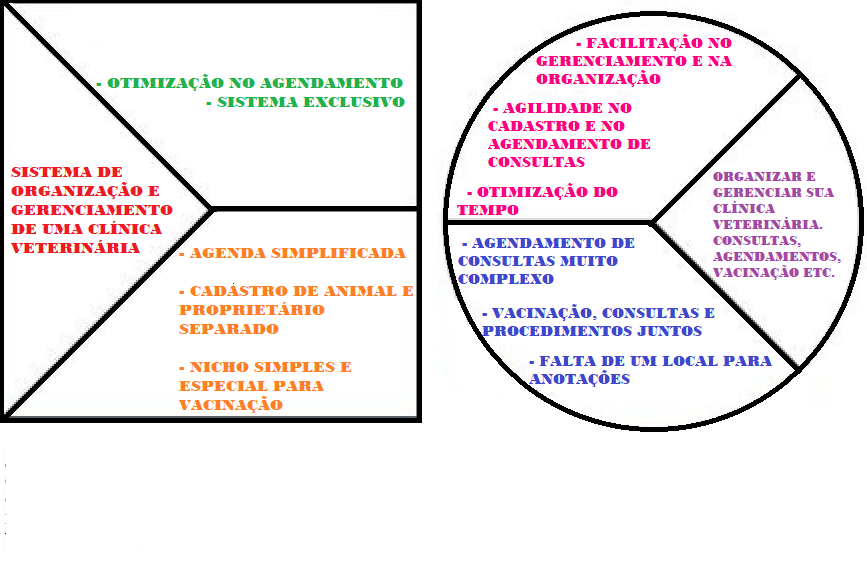 - OTIMIZAÇÃO NO AGENDAMENTO
- SISTEMA EXCLUSIVO
SISTEMA DE
ORGANIZAÇÃO E
GERENCIAMENTO
DE UMA CLÍNICA
VETERINÁRIA
- AGENDA SIMPLIFICADA
- CADASTRO DE ANIMAL E
PROPRIETÁRIO
SEPARADO
- NICHO SIMPLES E
ESPECIAL PARA
VACINAÇÃO
- FACILITAÇÃO NO
GERENCIAMENTO E NA
ORGANIZAÇÃO
- AGILIDADE NO
CADASTRO E NO
AGENDAMENTO DE
CONSULTAS
- OTIMIZAÇÃO DO
TEMPO
ORGANIZAR E
GERENCIAR SUA
CLÍNICA
VETERINÁRIA.
CONSULTAS,
AGENDAMENTOS,
VACINAÇÃO ETC.
- AGENDAMENTO DE
CONSULTAS MUITO
COMPLEXO
- VACINAÇÃO, CONSULTAS E
PROCEDIMENTOS JUNTOS
- FALTA DE UM LOCAL PARA
ANOTAÇÕES